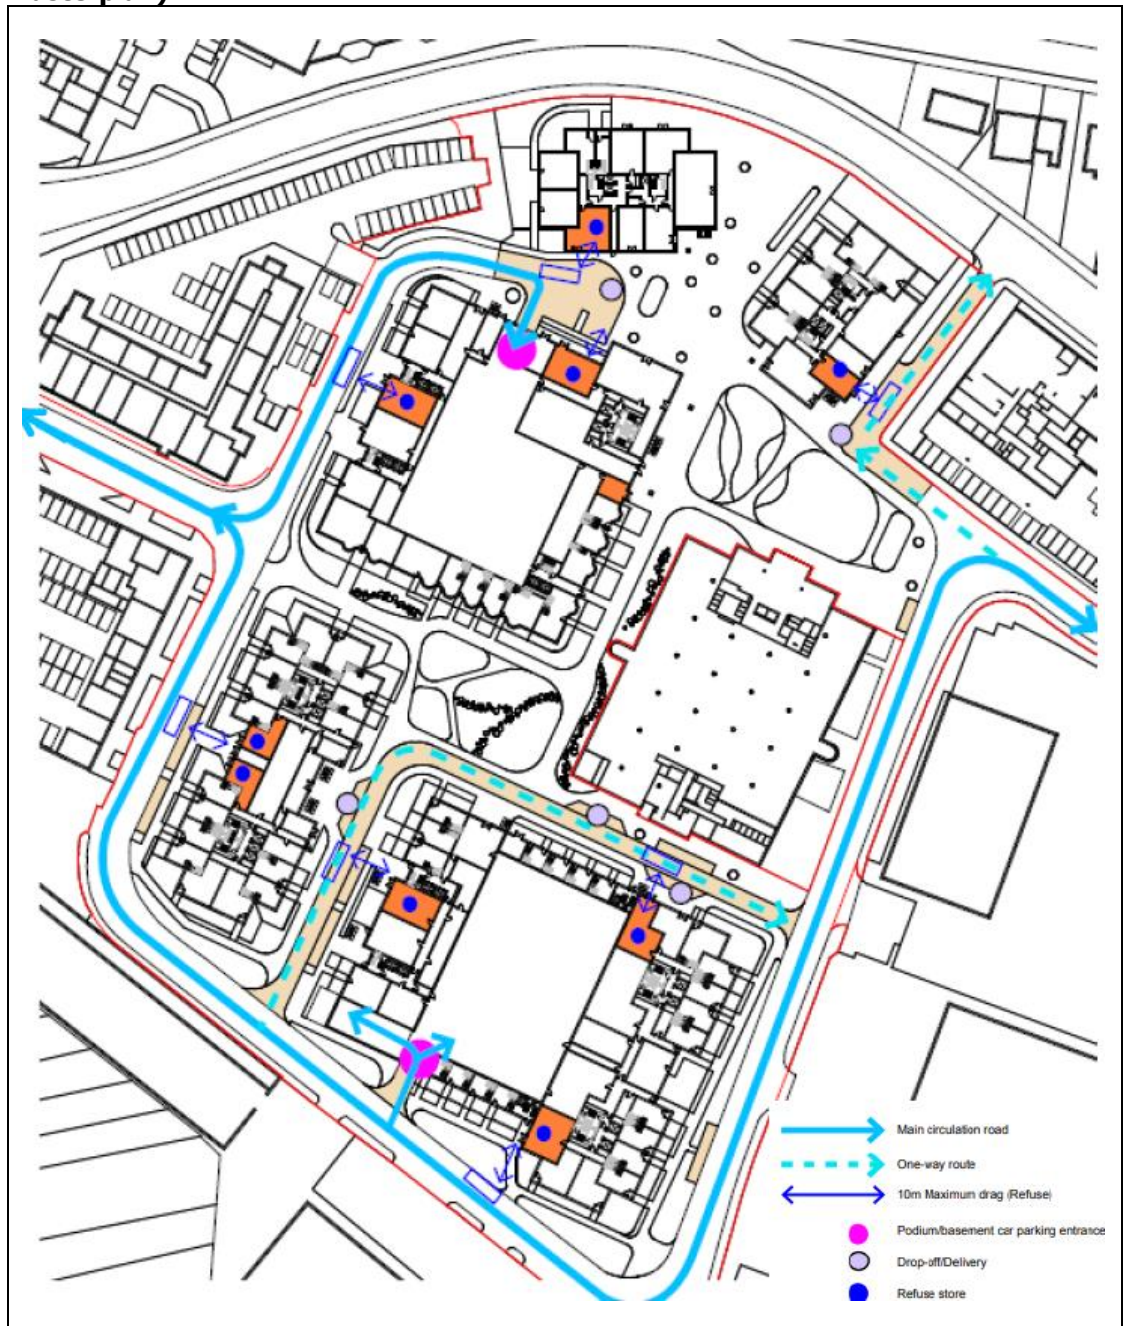 Main circulation road
One-way route
10m Maximum drag (Refuse)
Podium/basement car parking entrance
Drop-off/Delivery
Refuse store